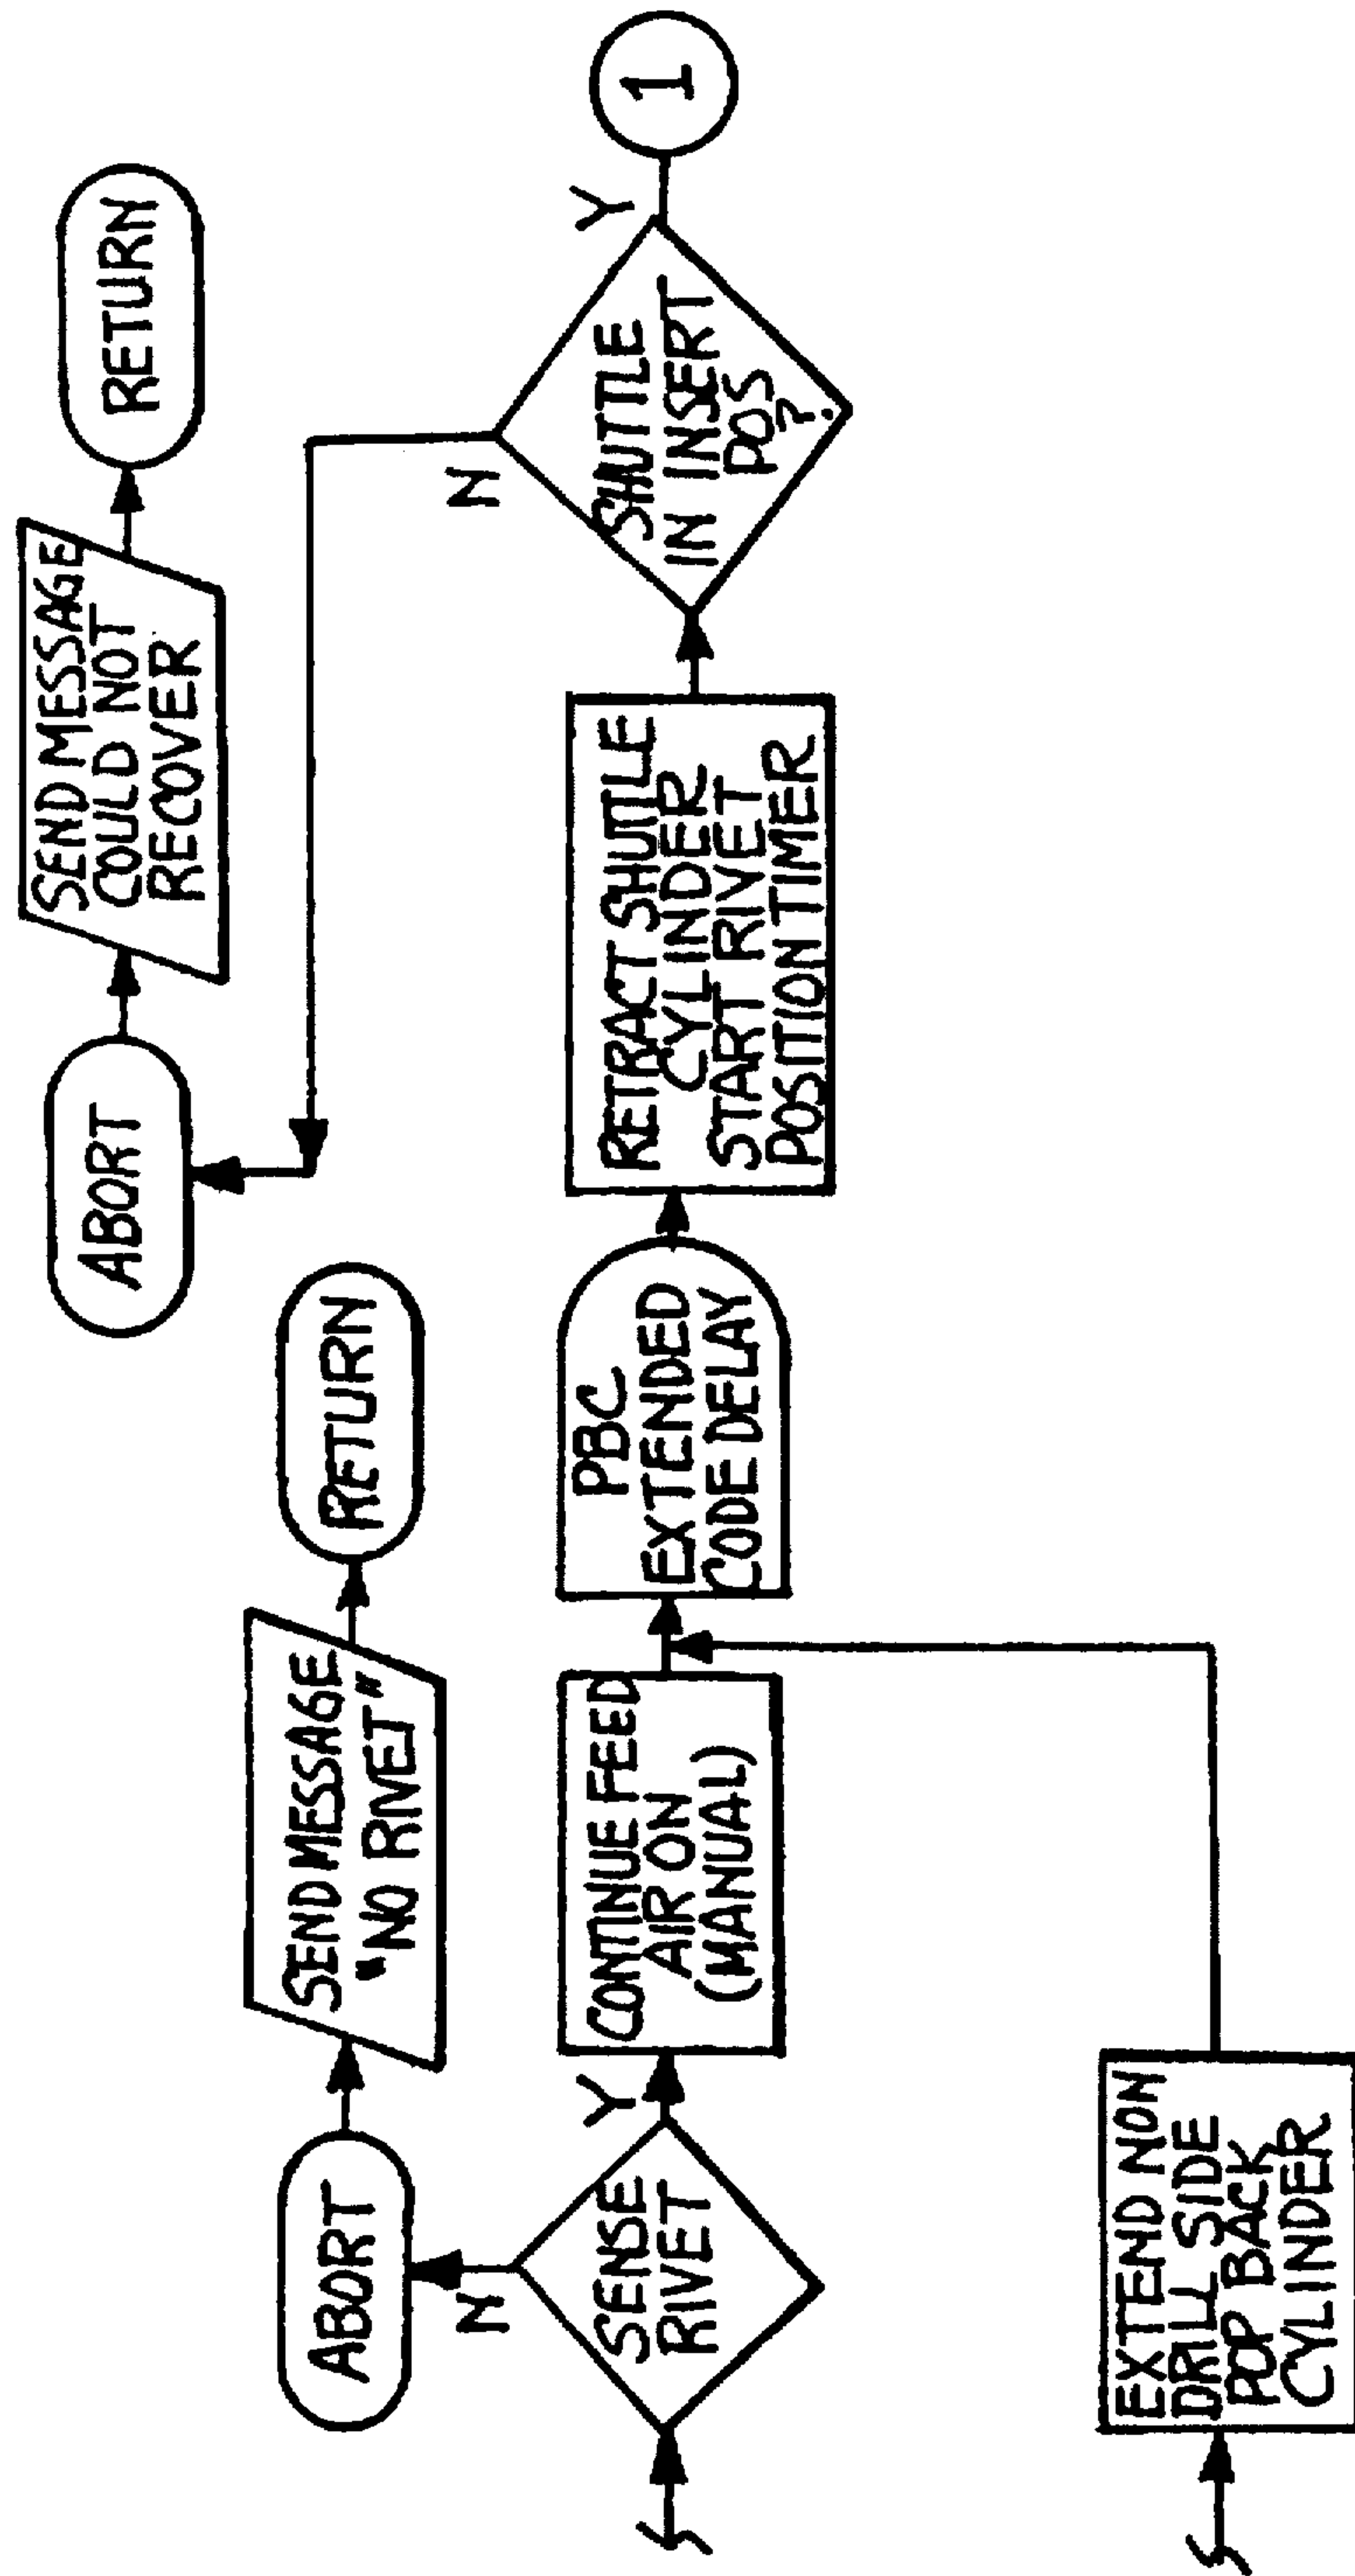 ABORT
SEND MESSAGE
COULD NOT
RECOVER
RETURN
ABORT
SEND MESSAGE
"NO RIVET"
RETURN
N
N
SENSE
RIVET
Y
CONTINUE FEED
AIR ON
(MANUAL)
PBC
EXTENDED
CODE DELAY
RETRACT SHUTTLE
CYLINDER
START RIVET
POSITION TIMER
SHUTTLE
IN INSERT
POS
?
Y
1
EXTEND NON
DRILL SIDE
POP BACK
CYLINDER